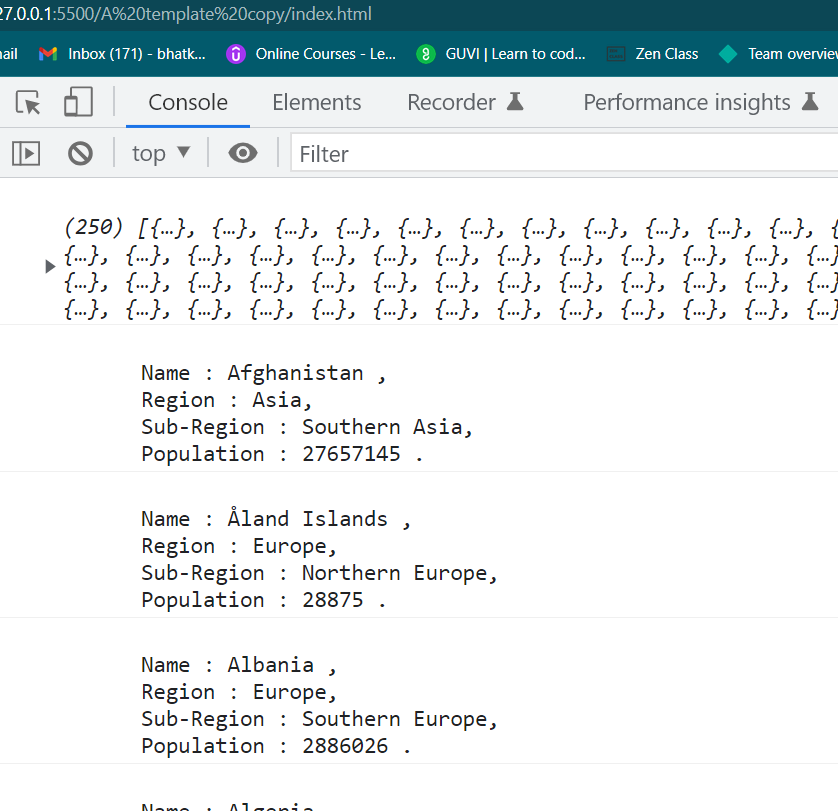 27.0.0.1:5500/A%20template%20copy/index.html
ail Inbox (171) - bhatk... Online Courses - Le... GUVI | Learn to cod... Zen Class Team overview
Console Elements Recorder Performance insights
top Filter
(250) [{…}, {…}, {…}, {…}, {…}, {…}, {…}, {…}, {…}, {…}, {…}, {
{…}, {…}, {…}, {…}, {…}, {…}, {…}, {…}, {…}, {…}, {…}, {…}, {…}
{…}, {…}, {…}, {…}, {…}, {…}, {…}, {…}, {…}, {…}, {…}, {…}, {…}
{…}, {…}, {…}, {…}, {…}, {…}, {…}, {…}, {…}, {…}, {…}, {…}, {…}
Name : Afghanistan ,
Region : Asia,
Sub-Region : Southern Asia,
Population : 27657145 .
Name : Åland Islands ,
Region : Europe,
Sub-Region : Northern Europe,
Population : 28875 .
Name : Albania ,
Region : Europe,
Sub-Region : Southern Europe,
Population : 2886026 .
Name : Algeria